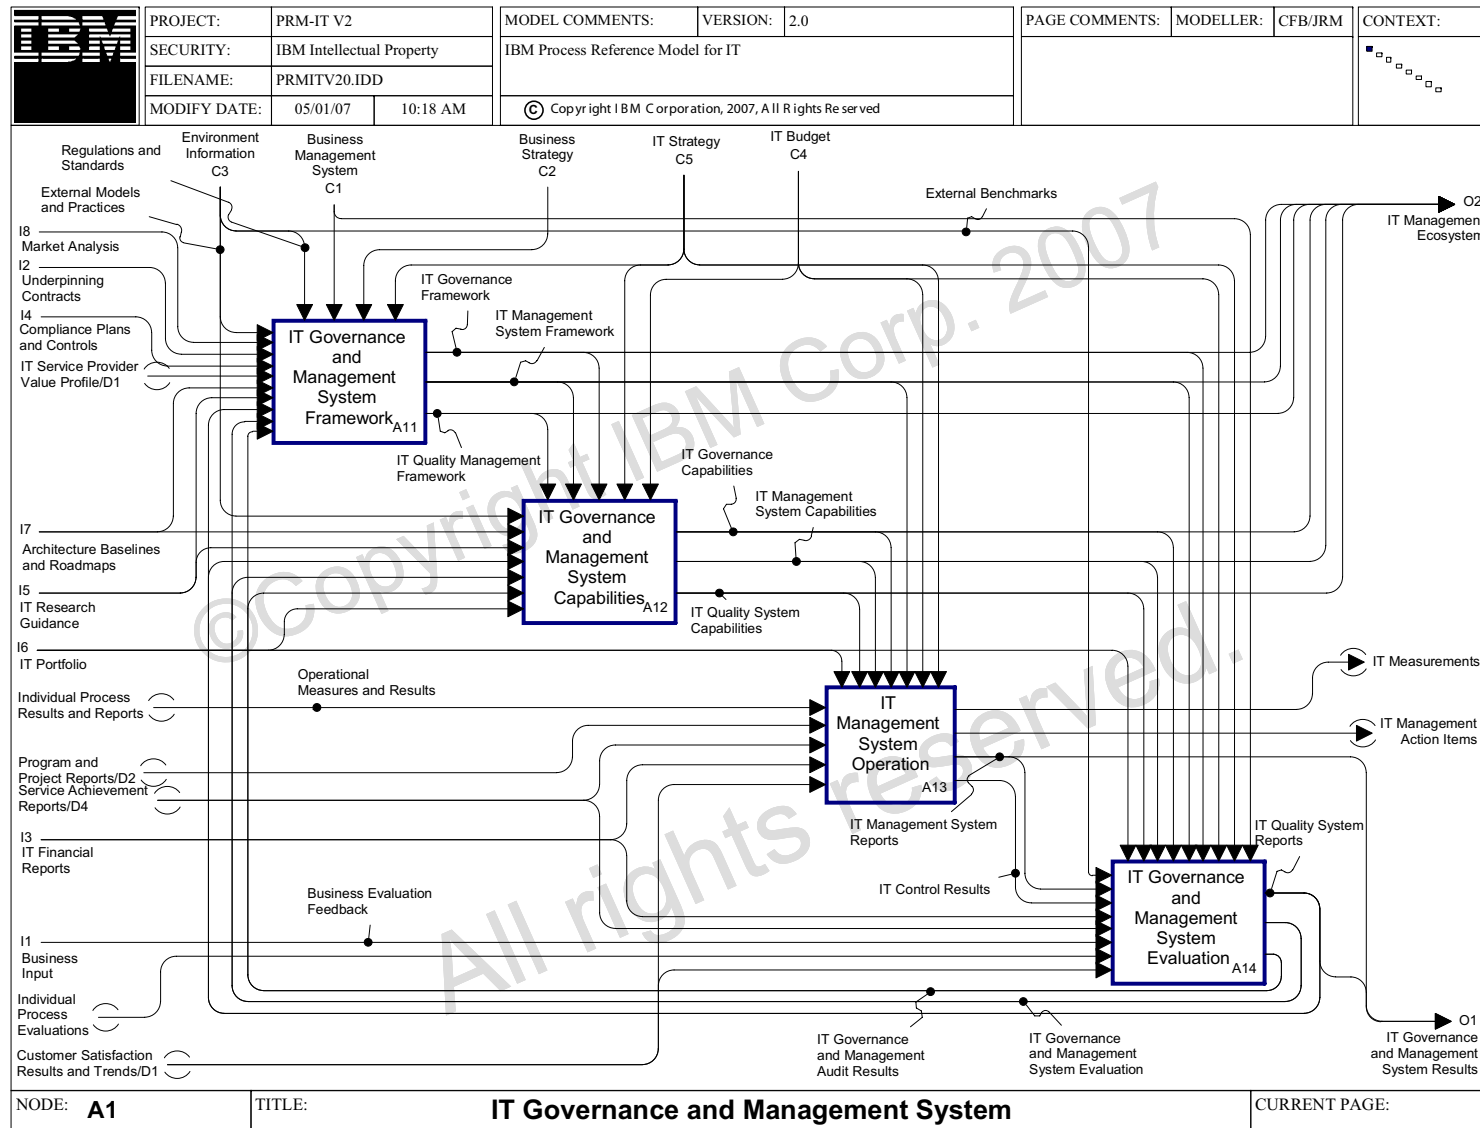 IBM
PROJECT: PRM-IT V2
SECURITY: IBM Intellectual Property
FILENAME: PRMITV20.IDD
MODIFY DATE: 05/01/07 10:18 AM
MODEL COMMENTS: VERSION: 2.0
IBM Process Reference Model for IT
© Copyright IBM Corporation, 2007, All Rights Reserved
PAGE COMMENTS: MODELLER: CFB/JRM
CONTEXT:
Regulations and
Standards
Environment
Information
C3
Business
Management
System
C1
Business
Strategy
C2
IT Strategy
C5
IT Budget
C4
External Models
and Practices
External Benchmarks
O2
IT Managemen
Ecosystem
I8
Market Analysis
I2
Underpinning
Contracts
I4
Compliance Plans
and Controls
IT Service Provider
Value Profile/D1
IT Governance
Framework
IT Management
System Framework
IT Governance
and
Management
System
Framework
A11
IT Quality Management
Framework
IT Governance
Capabilities
IT Management
System Capabilities
I7
Architecture Baselines
and Roadmaps
I5
IT Research
Guidance
I6
IT Portfolio
IT Governance
and
Management
System
Capabilities
A12
IT Quality System
Capabilities
Individual Process
Results and Reports
Operational
Measures and Results
IT Measurements
IT Management
Action Items
IT
Management
System
Operation
A13
Program and
Project Reports/D2
Service Achievement
Reports/D4
I3
IT Financial
Reports
IT Management System
Reports
IT Quality System
Reports
IT Control Results
Business Evaluation
Feedback
IT Governance
and
Management
System
Evaluation
A14
I1
Business
Input
Individual
Process
Evaluations
Customer Satisfaction
Results and Trends/D1
IT Governance
and Management
Audit Results
IT Governance
and Management
System Evaluation
O1
IT Governance
and Management
System Results
©Copyright IBM Corp. 2007
All rights reserved.
NODE: A1
TITLE: IT Governance and Management System
CURRENT PAGE: